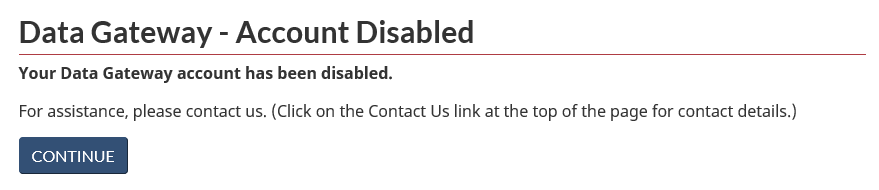 Data Gateway - Account Disabled
Your Data Gateway account has been disabled.
For assistance, please contact us. (Click on the Contact Us link at the top of the page for contact details.)
CONTINUE